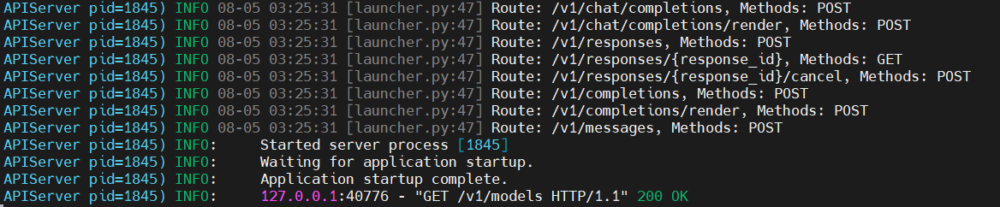 APIServer pid=1845) INFO 08-05 03:25:31 [launcher.py:47] Route: /v1/chat/completions, Methods: POST
APIServer pid=1845) INFO 08-05 03:25:31 [launcher.py:47] Route: /v1/chat/completions/render, Methods: POST
APIServer pid=1845) INFO 08-05 03:25:31 [launcher.py:47] Route: /v1/responses, Methods: POST
APIServer pid=1845) INFO 08-05 03:25:31 [launcher.py:47] Route: /v1/responses/{response_id}, Methods: GET
APIServer pid=1845) INFO 08-05 03:25:31 [launcher.py:47] Route: /v1/responses/{response_id}/cancel, Methods: POST
APIServer pid=1845) INFO 08-05 03:25:31 [launcher.py:47] Route: /v1/completions, Methods: POST
APIServer pid=1845) INFO 08-05 03:25:31 [launcher.py:47] Route: /v1/completions/render, Methods: POST
APIServer pid=1845) INFO 08-05 03:25:31 [launcher.py:47] Route: /v1/messages, Methods: POST
APIServer pid=1845) INFO:     Started server process [1845]
APIServer pid=1845) INFO:     Waiting for application startup.
APIServer pid=1845) INFO:     Application startup complete.
APIServer pid=1845) INFO:     127.0.0.1:40776 - "GET /v1/models HTTP/1.1" 200 OK